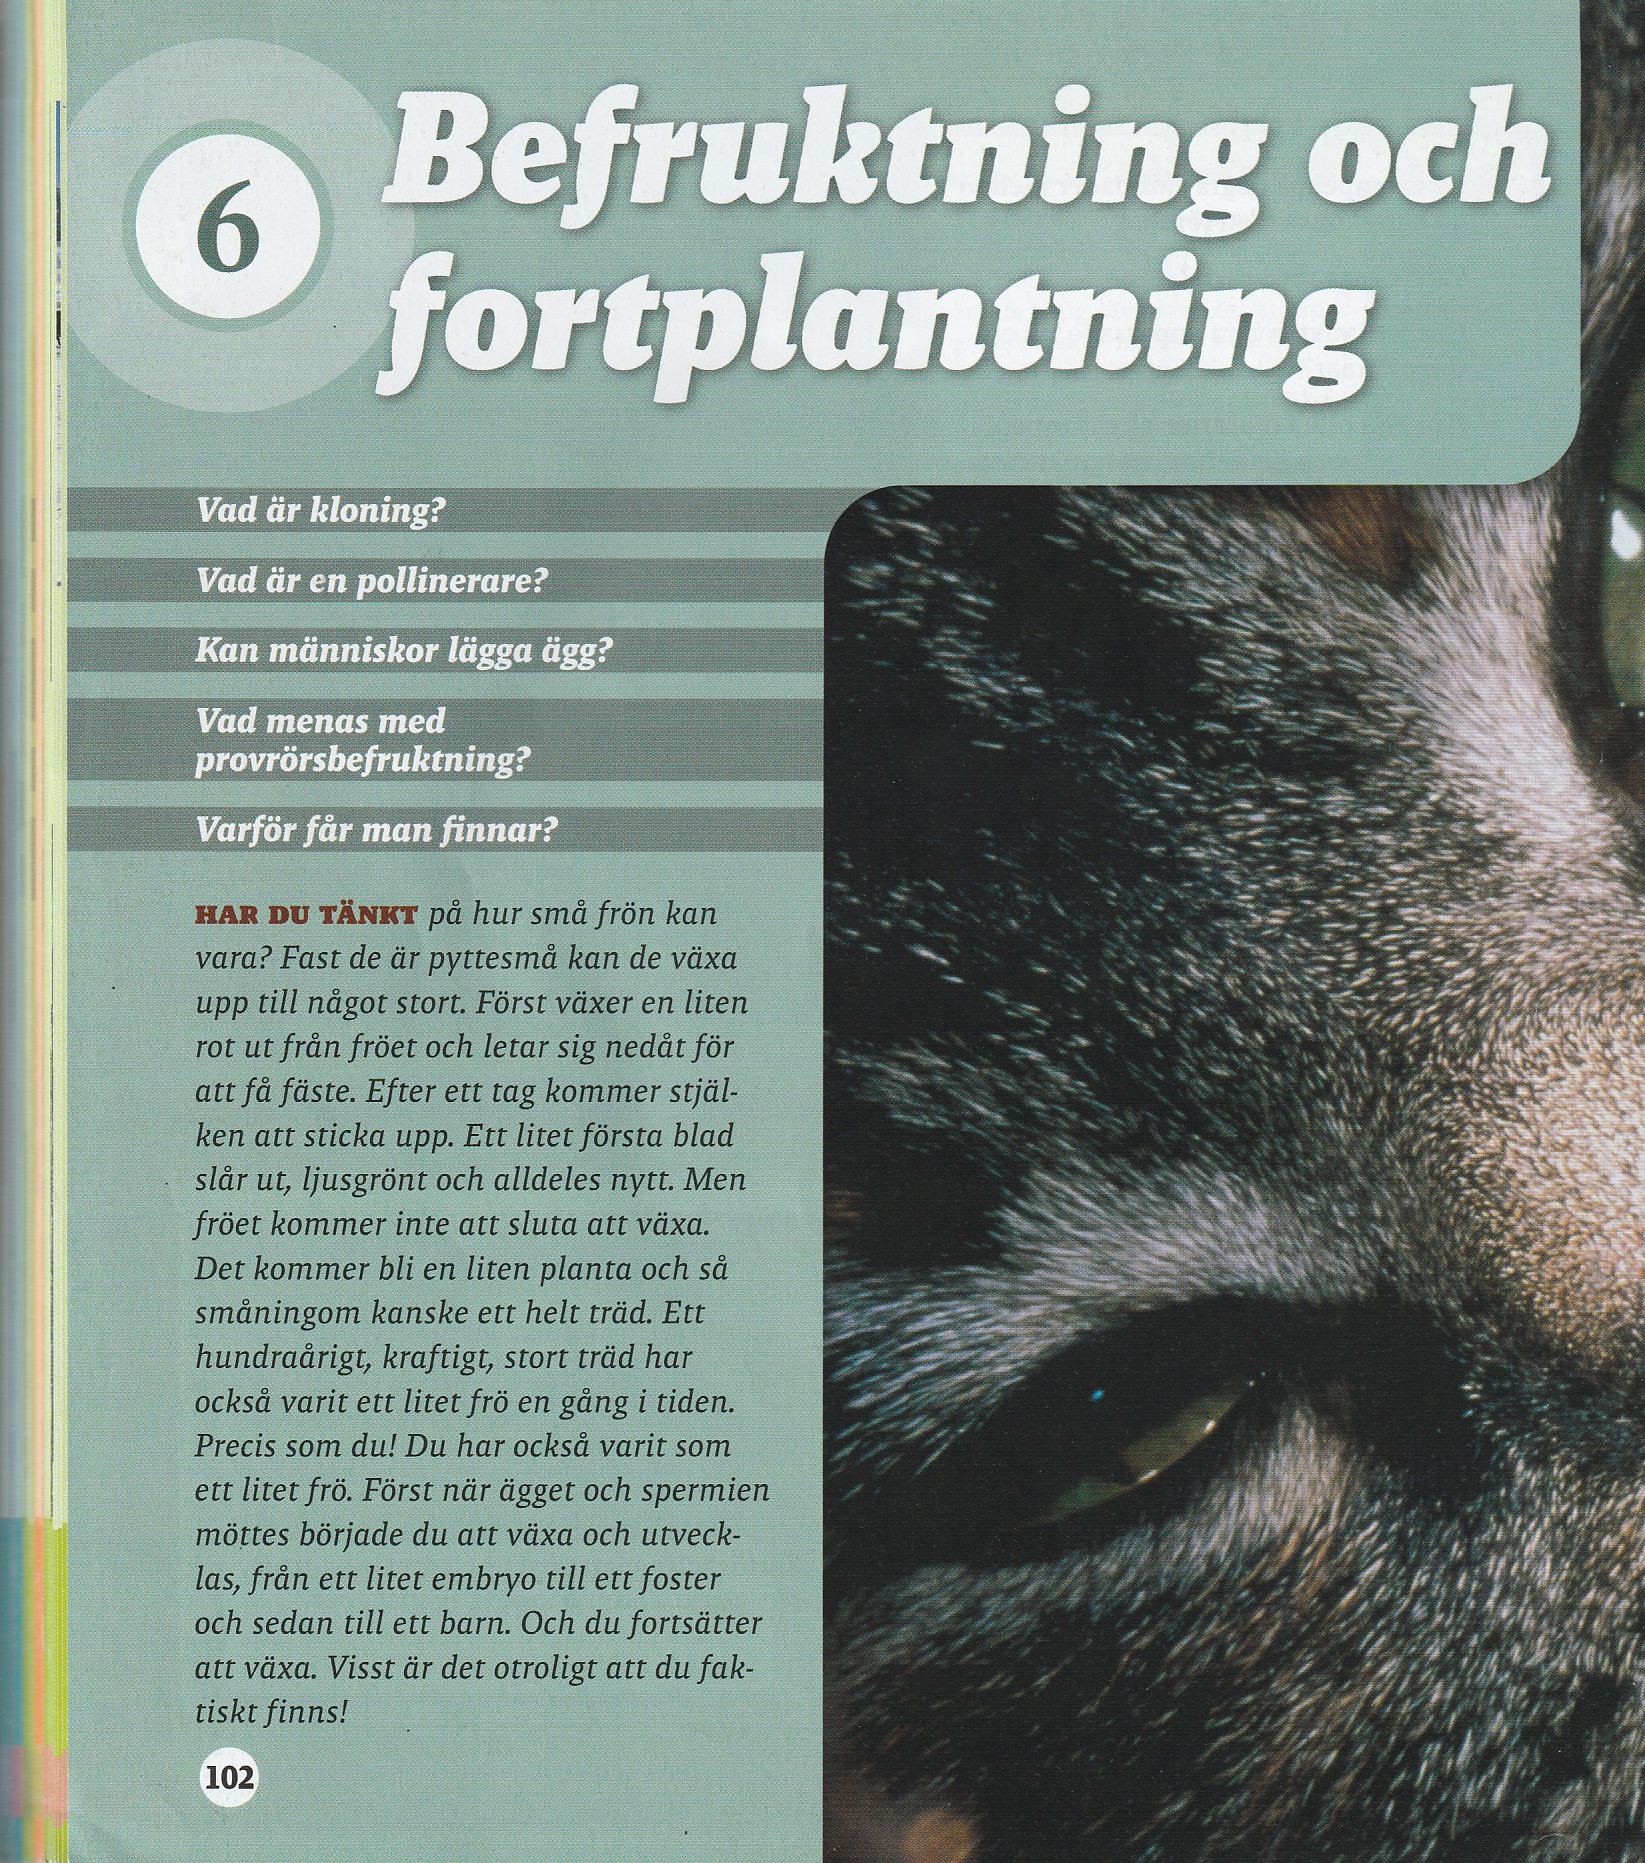 6
Befruktning och
fortplantning
Vad är kloning?
Vad är en pollinerare?
Kan människor lägga ägg?
Vad menas med
provrörsbefruktning?
Varför får man finnar?
HAR DU TÄNKT på hur små frön kan
vara? Fast de är pyttesmå kan de växa
upp till något stort. Först växer en liten
rot ut från fröet och letar sig nedåt för
att få fäste. Efter ett tag kommer stjäl-
ken att sticka upp. Ett litet första blad
slår ut, ljusgrönt och alldeles nytt. Men
fröet kommer inte att sluta att växa.
Det kommer bli en liten planta och så
småningom kanske ett helt träd. Ett
hundraårigt, kraftigt, stort träd har
också varit ett litet frö en gång i tiden.
Precis som du! Du har också varit som
ett litet frö. Först när ägget och spermien
möttes började du att växa och utveck-
las, från ett litet embryo till ett foster
och sedan till ett barn. Och du fortsätter
att växa. Visst är det otroligt att du fak-
tiskt finns!
102